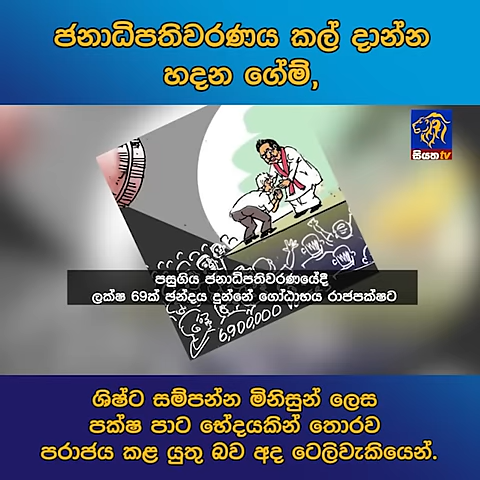 ජනාධිපතිවරණය කල් දාන්න
හදන ගේම්,
සියත tv
පසුගිය ජනාධිපතිවරණයේදී
ලක්ෂ 69ක් ඡන්දය දුන්නේ ගෝඨාභය රාජපක්ෂට
6,900,000
ශිෂ්ට සම්පන්න මිනිසුන් ලෙස
පක්ෂ පාට භේදයකින් තොරව
පරාජය කළ යුතු බව අද ටෙලිවැකියෙන්.